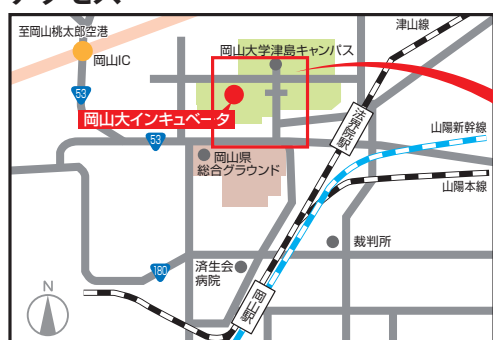 アクセス
至岡山桃太郎空港
岡山IC
岡山大学津島キャンパス
津山線
53
岡山大インキュベータ
53
法界院駅
山陽新幹線
岡山県
総合グラウンド
山陽本線
裁判所
180
済生会
病院
岡山駅
N